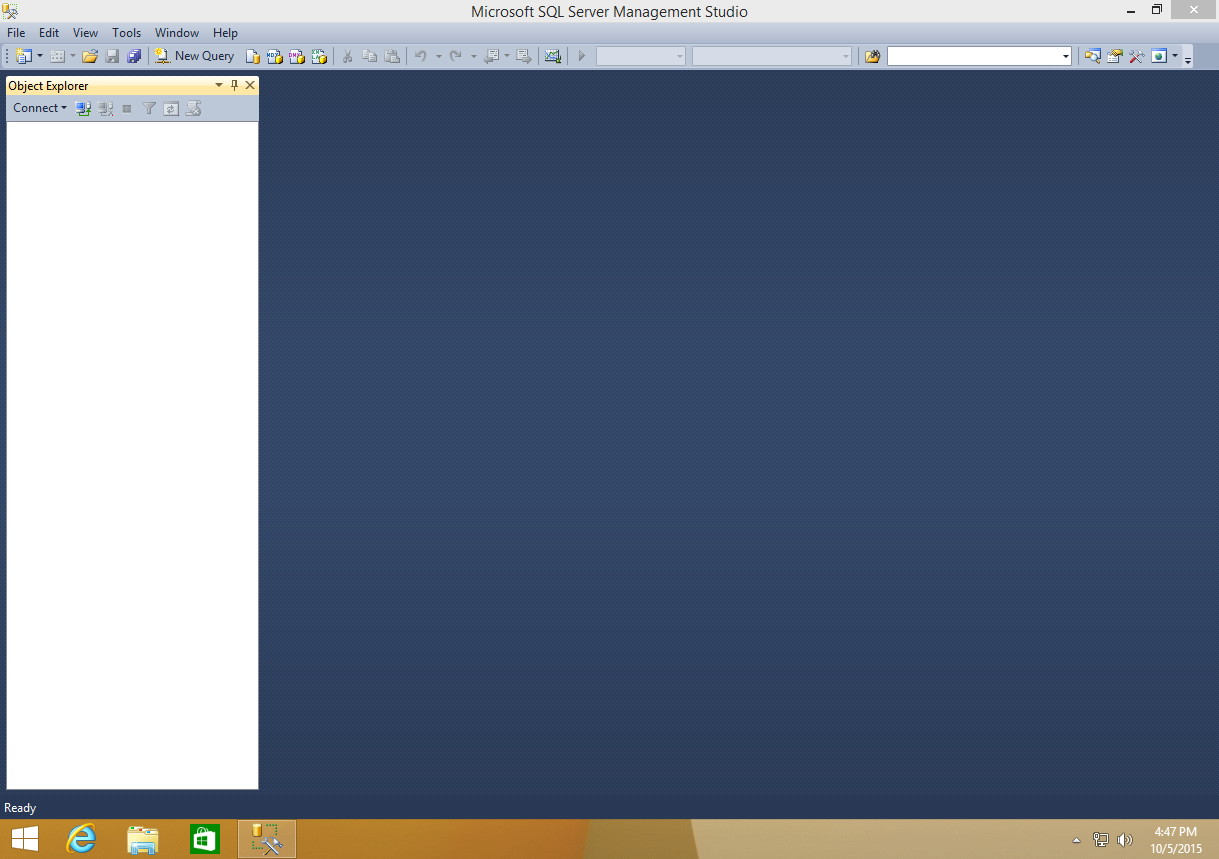 Microsoft SQL Server Management Studio
File Edit View Tools Window Help
New Query
Object Explorer
Connect
Ready
4:47 PM
10/5/2015